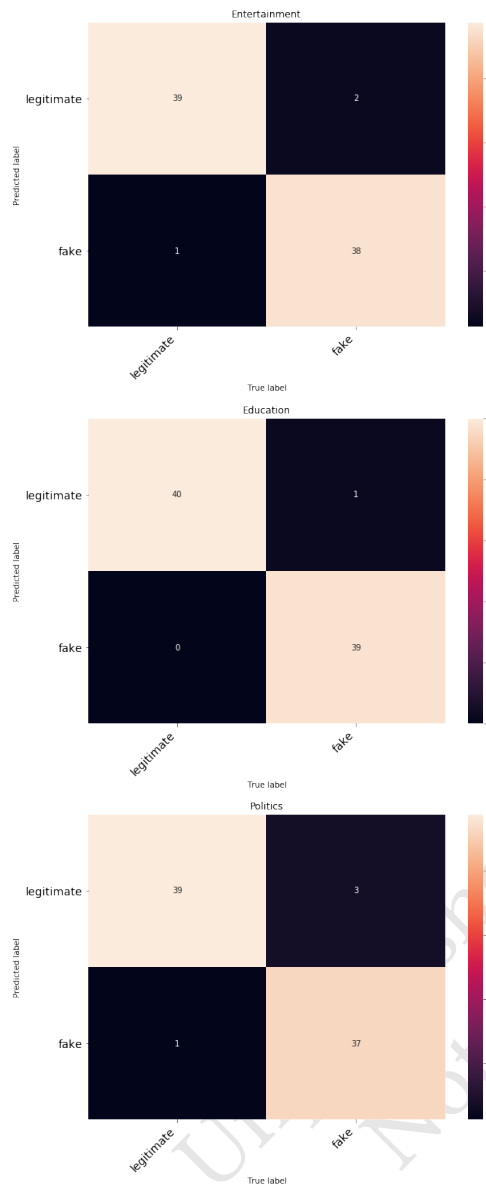 Entertainment
Predicted label
legitimate
39
2
fake
1
38
legitimate
fake
True label
Education
Predicted label
legitimate
40
1
fake
0
39
legitimate
fake
True label
Politics
Predicted label
legitimate
39
3
fake
1
37
legitimate
fake
True label